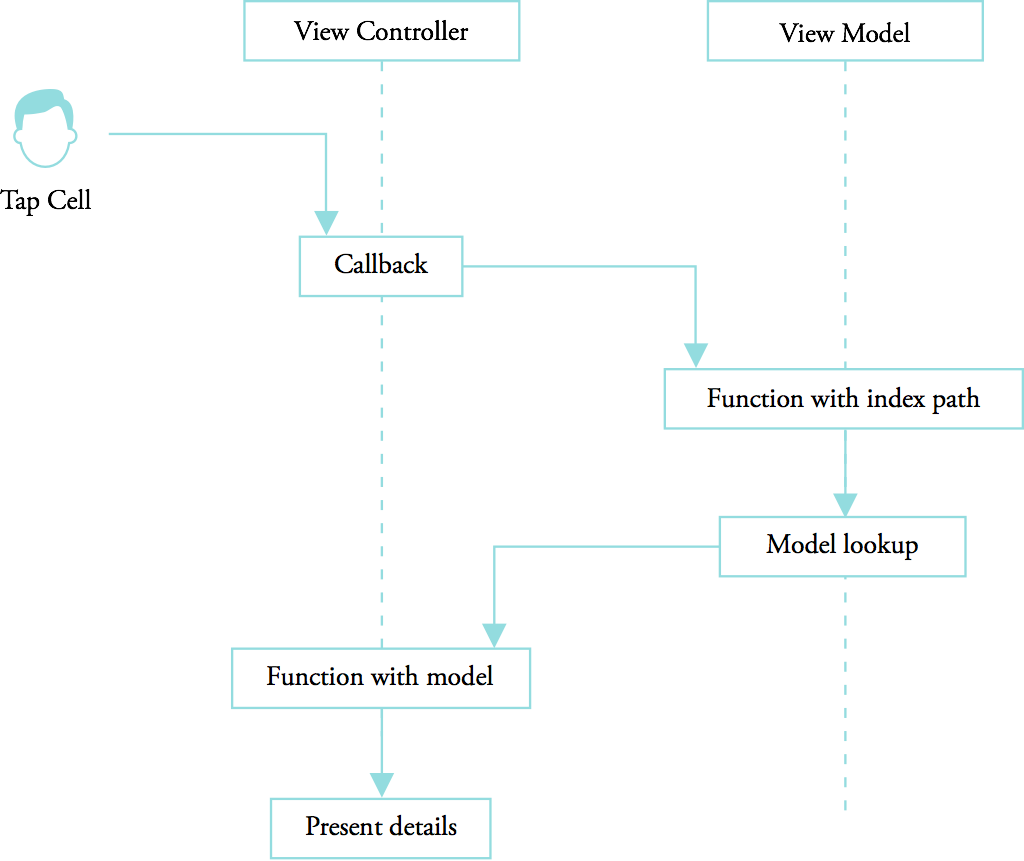 View Controller
View Model
Tap Cell
Callback
Function with index path
Model lookup
Function with model
Present details